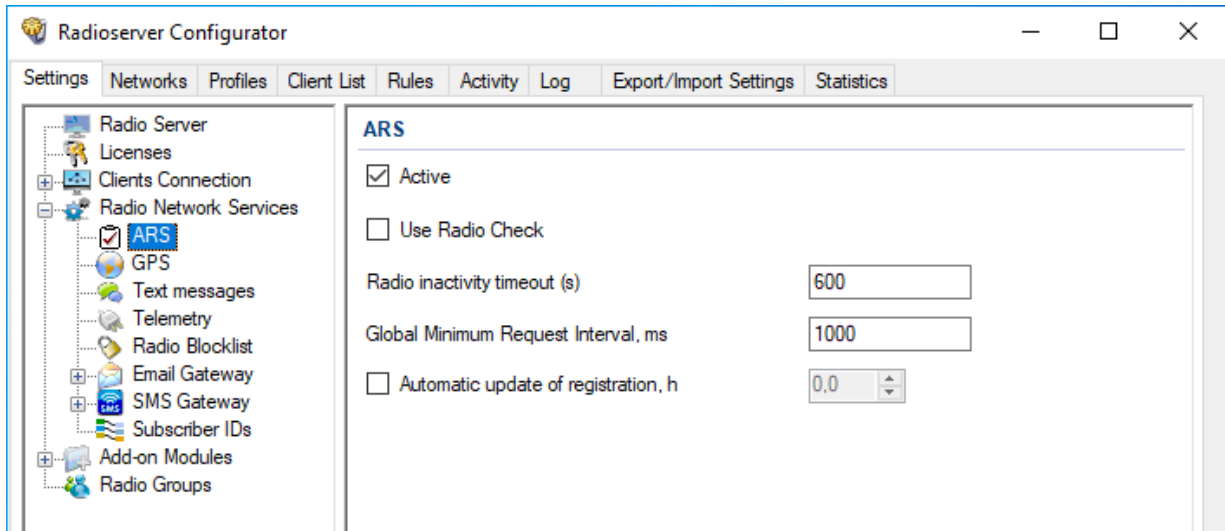 Radioserver Configurator
Settings Networks Profiles Client List Rules Activity Log Export/Import Settings Statistics
Radio Server
Licenses
Clients Connection
Radio Network Services
ARS
GPS
Text messages
Telemetry
Radio Blocklist
Email Gateway
SMS
SMS Gateway
Subscriber IDs
Add-on Modules
Radio Groups
ARS
Active
Use Radio Check
Radio inactivity timeout (s) 600
Global Minimum Request Interval, ms 1000
Automatic update of registration, h 0,0